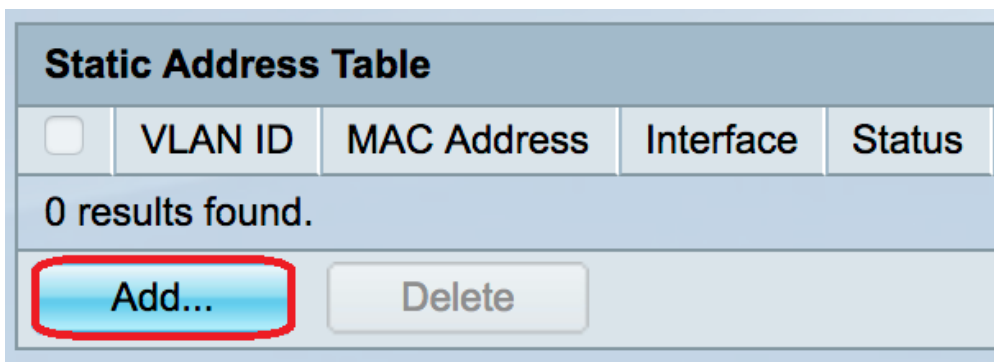 Static Address Table
VLAN ID MAC Address Interface Status
0 results found.
Add... Delete